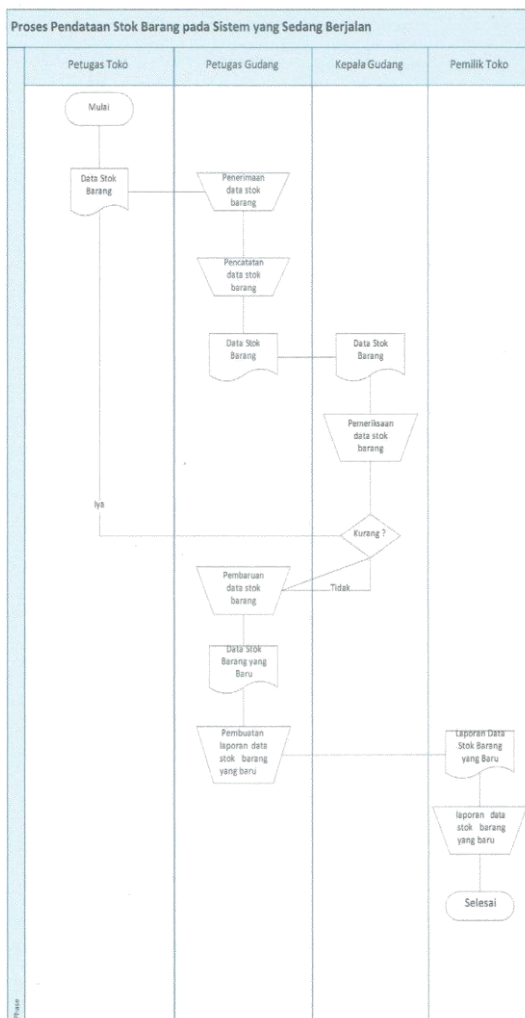 Proses Pendataan Stok Barang pada Sistem yang Sedang Berjalan
Petugas Toko
Petugas Gudang
Kepala Gudang
Pemilik Toko
Mulai
Data Stok
Barang
Penerimaan
data stok
barang
Pencatatan
data stok
barang
Data Stok
Barang
Data Stok
Barang
Pemeriksaan
data stok
barang
Iya
Kurang ?
Tidak
Pembaruan
data stok
barang
Data Stok
Barang yang
Baru
Pembuatan
laporan data
stok barang
yang baru
Laporan Data
Stok Barang
yang Baru
laporan data
stok barang
yang baru
Selesai
Phase